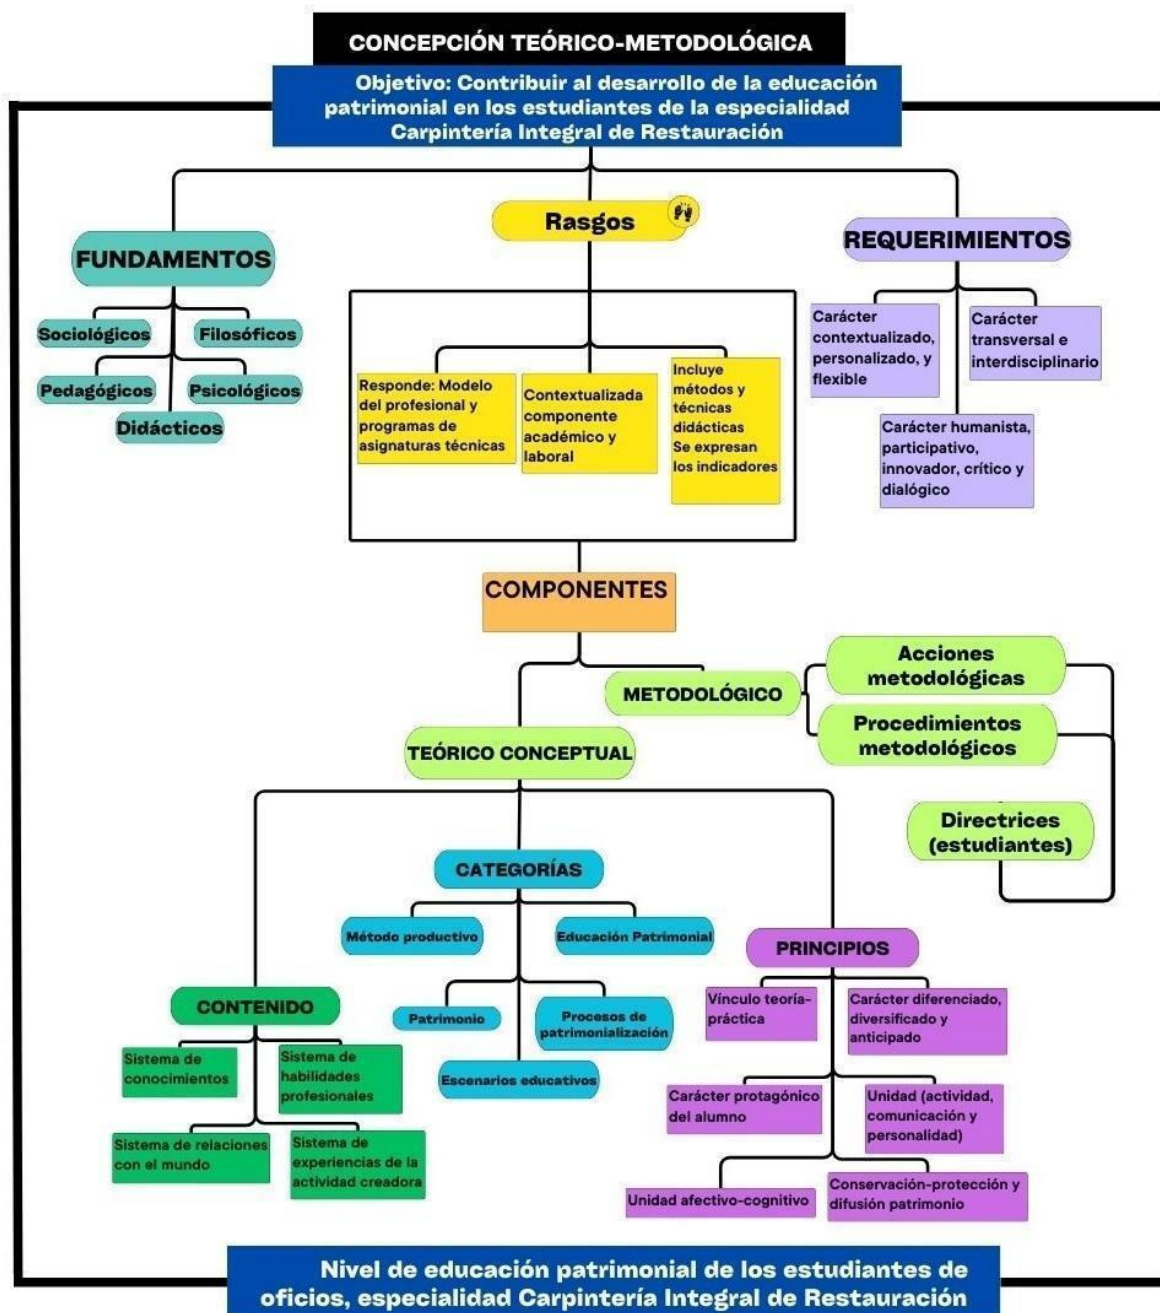 CONCEPCIÓN TEÓRICO-METODOLÓGICA
Objetivo: Contribuir al desarrollo de la educación
patrimonial en los estudiantes de la especialidad
Carpintería Integral de Restauración
FUNDAMENTOS
Sociológicos
Filosóficos
Pedagógicos
Psicológicos
Didácticos
Rasgos
Responde: Modelo
del profesional y
programas de
asignaturas técnicas
Contextualizada
componente
académico y
laboral
Incluye
métodos y
técnicas
didácticas
Se expresan
los indicadores
REQUERIMIENTOS
Carácter
contextualizado,
personalizado, y
flexible
Carácter
transversal e
interdisciplinario
Carácter humanista,
participativo,
innovador, crítico y
dialógico
COMPONENTES
METODOLÓGICO
Acciones
metodológicas
Procedimientos
metodológicos
Directrices
(estudiantes)
TEÓRICO CONCEPTUAL
CONTENIDO
Sistema de
conocimientos
Sistema de
habilidades
profesionales
Sistema de relaciones
con el mundo
Sistema de
experiencias de la
actividad creadora
CATEGORÍAS
Método productivo
Educación Patrimonial
Patrimonio
Procesos de
patrimonialización
Escenarios educativos
PRINCIPIOS
Vínculo teoría-
práctica
Carácter diferenciado,
diversificado y
anticipado
Carácter protagónico
del alumno
Unidad (actividad,
comunicación y
personalidad)
Unidad afectivo-cognitivo
Conservación-protección y
difusión patrimonio
Nivel de educación patrimonial de los estudiantes de
oficios, especialidad Carpintería Integral de Restauración